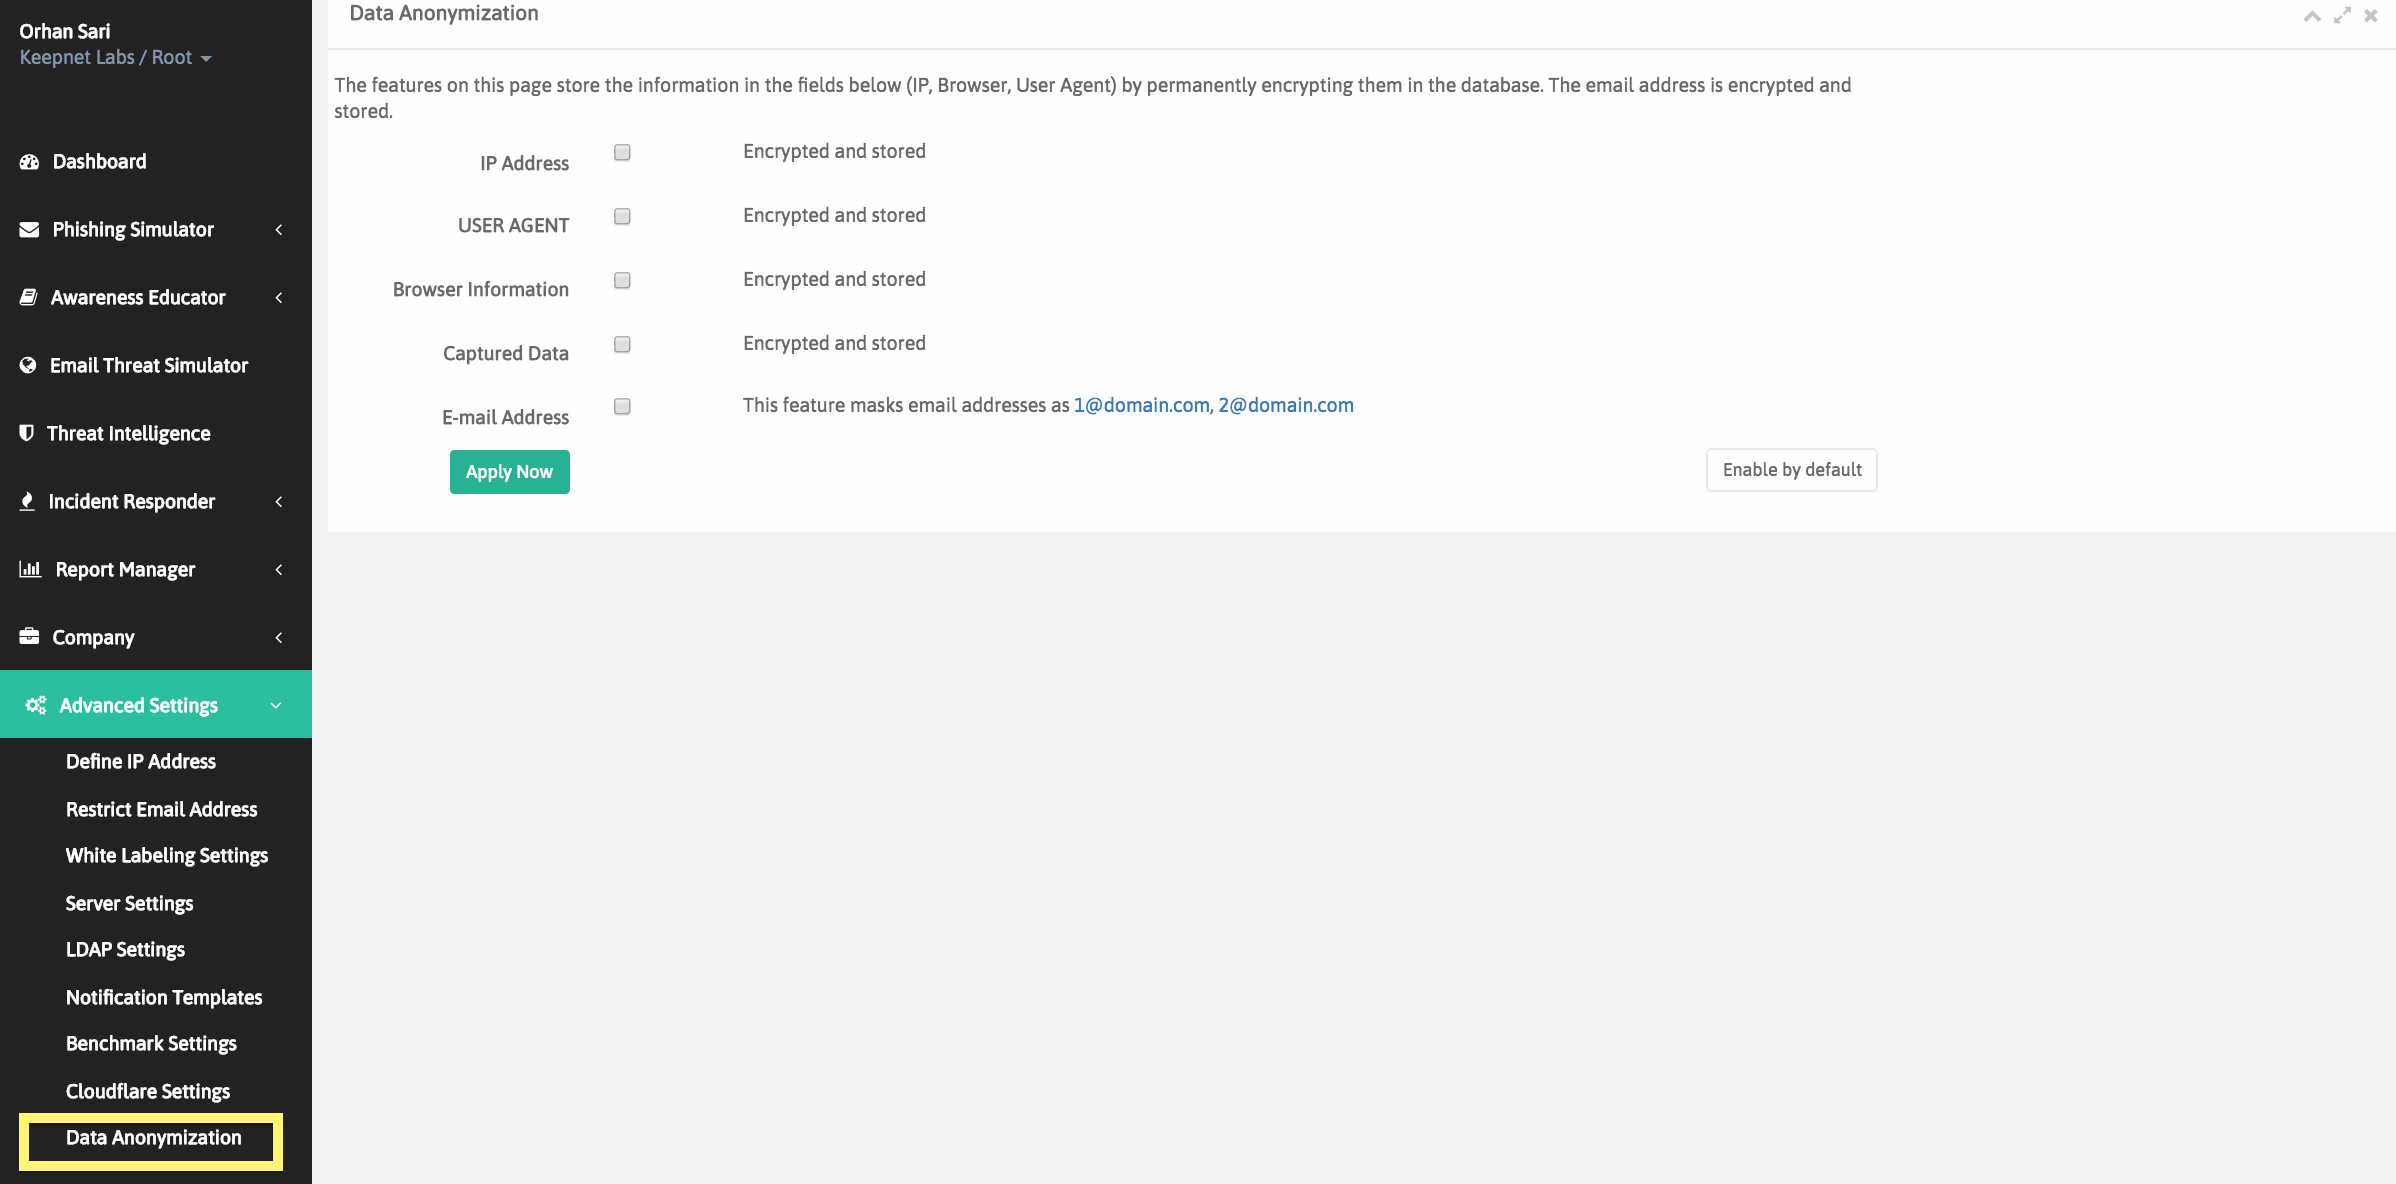 Orhan Sari
Keepnet Labs / Root
Dashboard
Phishing Simulator
Awareness Educator
Email Threat Simulator
Threat Intelligence
Incident Responder
Report Manager
Company
Advanced Settings
Define IP Address
Restrict Email Address
White Labeling Settings
Server Settings
LDAP Settings
Notification Templates
Benchmark Settings
Cloudflare Settings
Data Anonymization
Data Anonymization
The features on this page store the information in the fields below (IP, Browser, User Agent) by permanently encrypting them in the database. The email address is encrypted and
stored.
IP Address Encrypted and stored
USER AGENT Encrypted and stored
Browser Information Encrypted and stored
Captured Data Encrypted and stored
E-mail Address This feature masks email addresses as 1@domain.com, 2@domain.com
Apply Now Enable by default